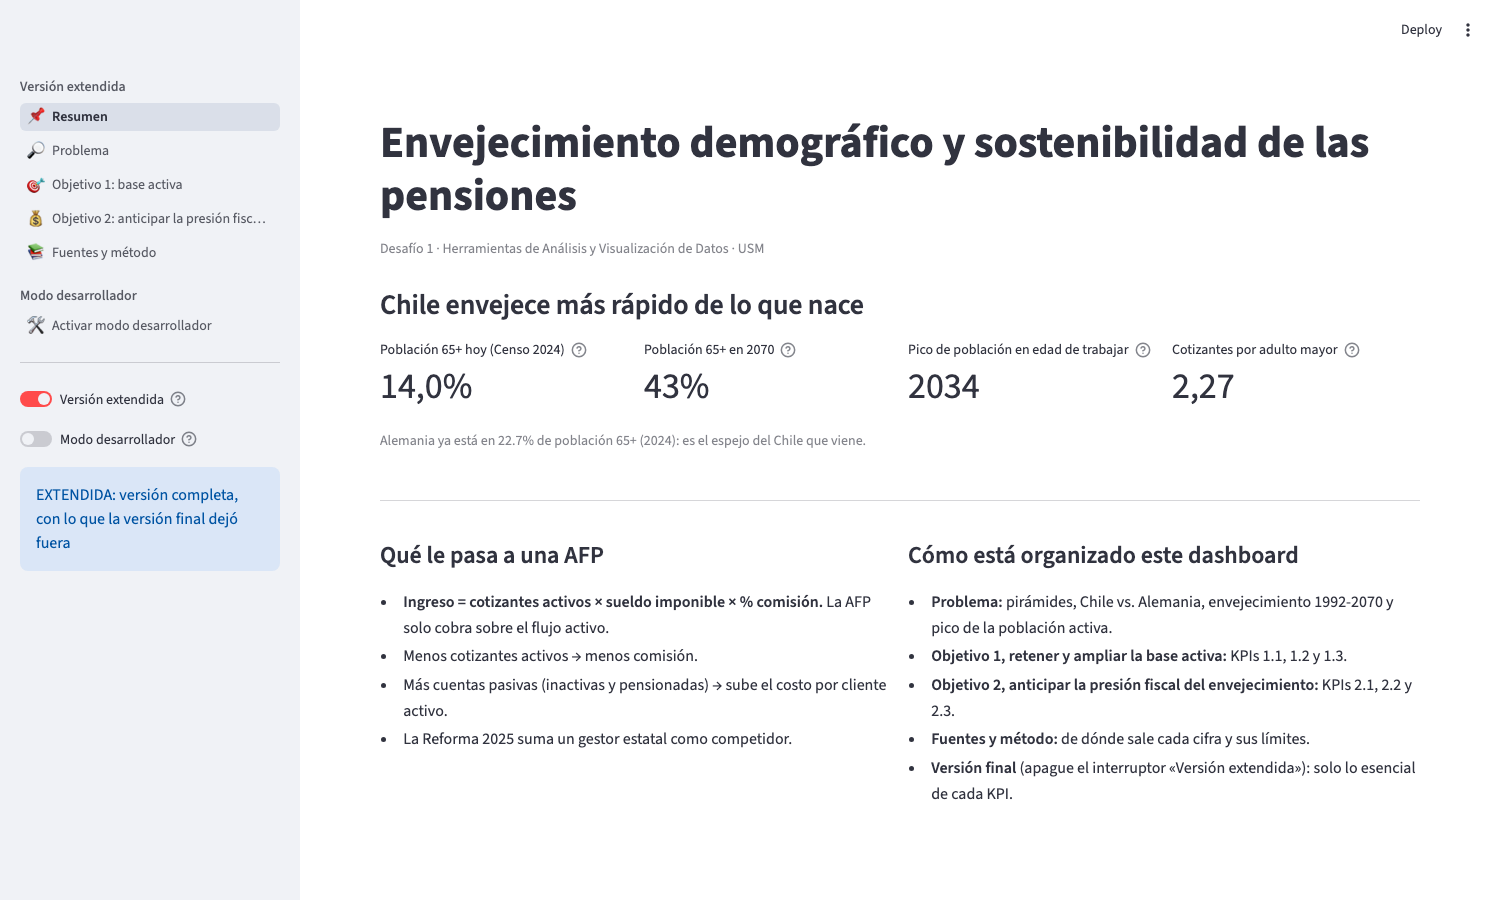 Deploy
Versión extendida
Resumen
Problema
Objetivo 1: base activa
Objetivo 2: anticipar la presión fisc…
Fuentes y método
Modo desarrollador
Activar modo desarrollador
Versión extendida
Modo desarrollador
EXTENDIDA: versión completa,
con lo que la versión final dejó
fuera
Envejecimiento demográfico y sostenibilidad de las
pensiones
Desafío 1 · Herramientas de Análisis y Visualización de Datos · USM
Chile envejece más rápido de lo que nace
Población 65+ hoy (Censo 2024)
14,0%
Población 65+ en 2070
43%
Pico de población en edad de trabajar
2034
Cotizantes por adulto mayor
2,27
Alemania ya está en 22.7% de población 65+ (2024): es el espejo del Chile que viene.
Qué le pasa a una AFP
• Ingreso = cotizantes activos × sueldo imponible × % comisión. La AFP
solo cobra sobre el flujo activo.
• Menos cotizantes activos → menos comisión.
• Más cuentas pasivas (inactivas y pensionadas) → sube el costo por cliente
activo.
• La Reforma 2025 suma un gestor estatal como competidor.
Cómo está organizado este dashboard
• Problema: pirámides, Chile vs. Alemania, envejecimiento 1992-2070 y
pico de la población activa.
• Objetivo 1, retener y ampliar la base activa: KPIs 1.1, 1.2 y 1.3.
• Objetivo 2, anticipar la presión fiscal del envejecimiento: KPIs 2.1, 2.2 y
2.3.
• Fuentes y método: de dónde sale cada cifra y sus límites.
• Versión final (apague el interruptor «Versión extendida»): solo lo esencial
de cada KPI.